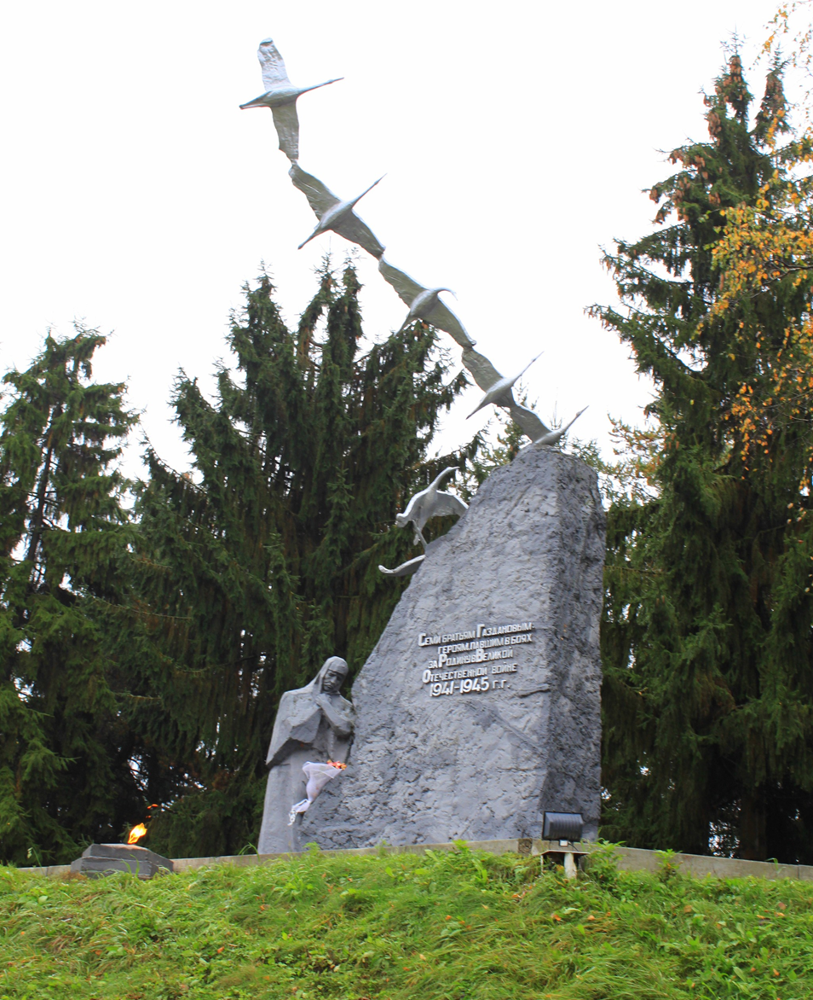 Семи братьям Газдановым
героям, павшим в боях
за Родину в Великой
Отечественной войне
1941-1945 г.г.